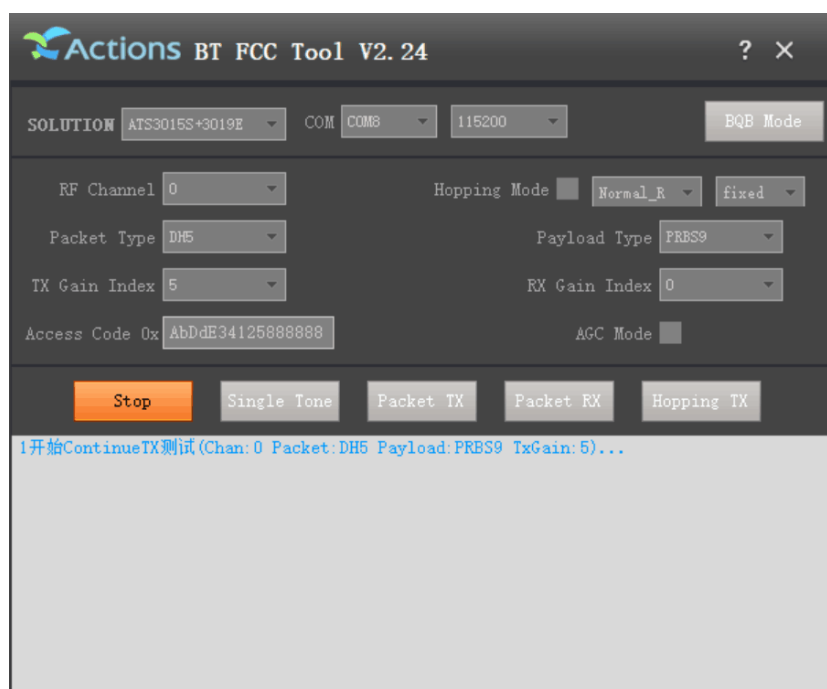 Actions BT FCC Tool V2.24 ? ×
SOLUTION ATS3015S+3019E COM COM8 115200 BQB Mode
RF Channel 0 Hopping Mode Normal_R fixed
Packet Type DH5 Payload Type PRBS9
TX Gain Index 5 RX Gain Index 0
Access Code 0x AbDdE34125888888 AGC Mode
Stop Single Tone Packet TX Packet RX Hopping TX
1开始ContinueTX测试(Chan:0 Packet:DH5 Payload:PRBS9 TxGain:5)...